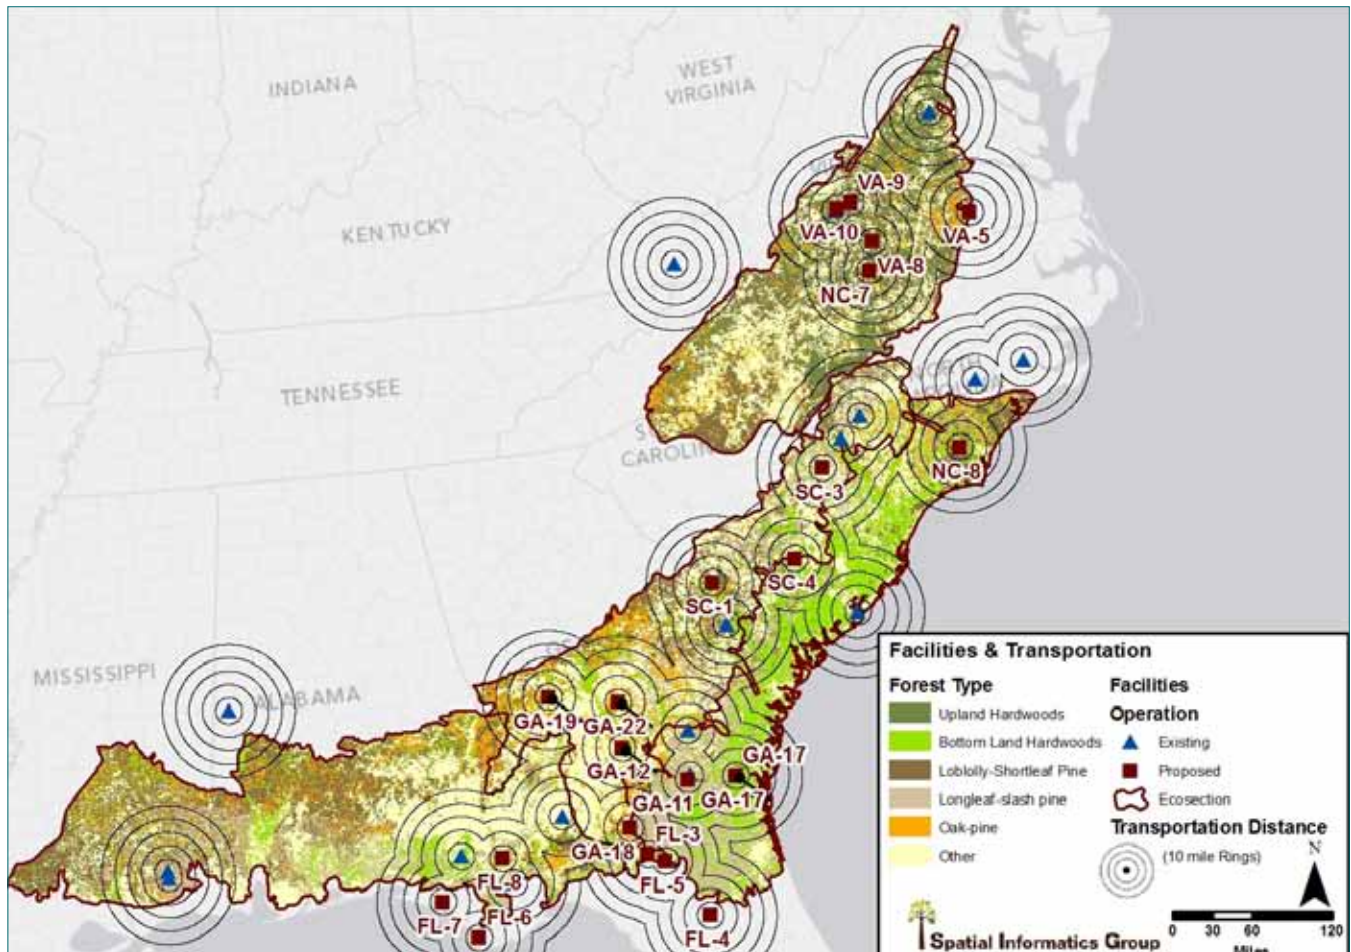 INDIANA
WEST
VIRGINIA
KENTUCKY
VA-9
VA-10
VA-5
VA-8
NC-7
TENNESSEE
NORTH
CAROLINA
NC-8
SC-3
SC-4
SC-1
MISSISSIPPI
ALABAMA
GA-19
GA-22
GA-12
GA-17
GA-11
GA-17
FL-3
GA-18
FL-5
FL-8
FL-7
FL-6
FL-4
Facilities & Transportation
Forest Type
Upland Hardwoods
Bottom Land Hardwoods
Loblolly-Shortleaf Pine
Longleaf-slash pine
Oak-pine
Other
Facilities
Operation
Existing
Proposed
Ecosection
Transportation Distance
(10 mile Rings)
N
0 30 60 120
Miles
Spatial Informatics Group